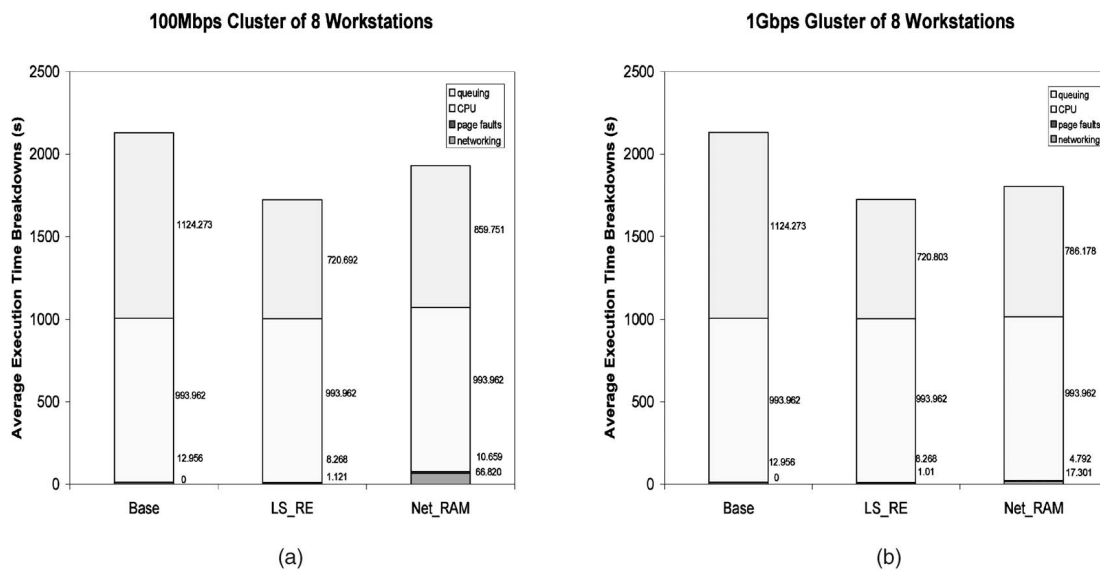 100Mbps Cluster of 8 Workstations
Average Execution Time Breakdowns (s)
2500
2000
1500
1000
500
0
queuing
CPU
page faults
networking
1124.273
993.962
12.956
0
720.692
993.962
8.268
1.121
859.751
993.962
10.659
66.820
Base
LS_RE
Net_RAM
(a)
1Gbps Gluster of 8 Workstations
Average Execution Time Breakdowns (s)
2500
2000
1500
1000
500
0
queuing
CPU
page faults
networking
1124.273
993.962
12.956
0
720.803
993.962
8.268
1.01
786.178
993.962
4.792
17.301
Base
LS_RE
Net_RAM
(b)